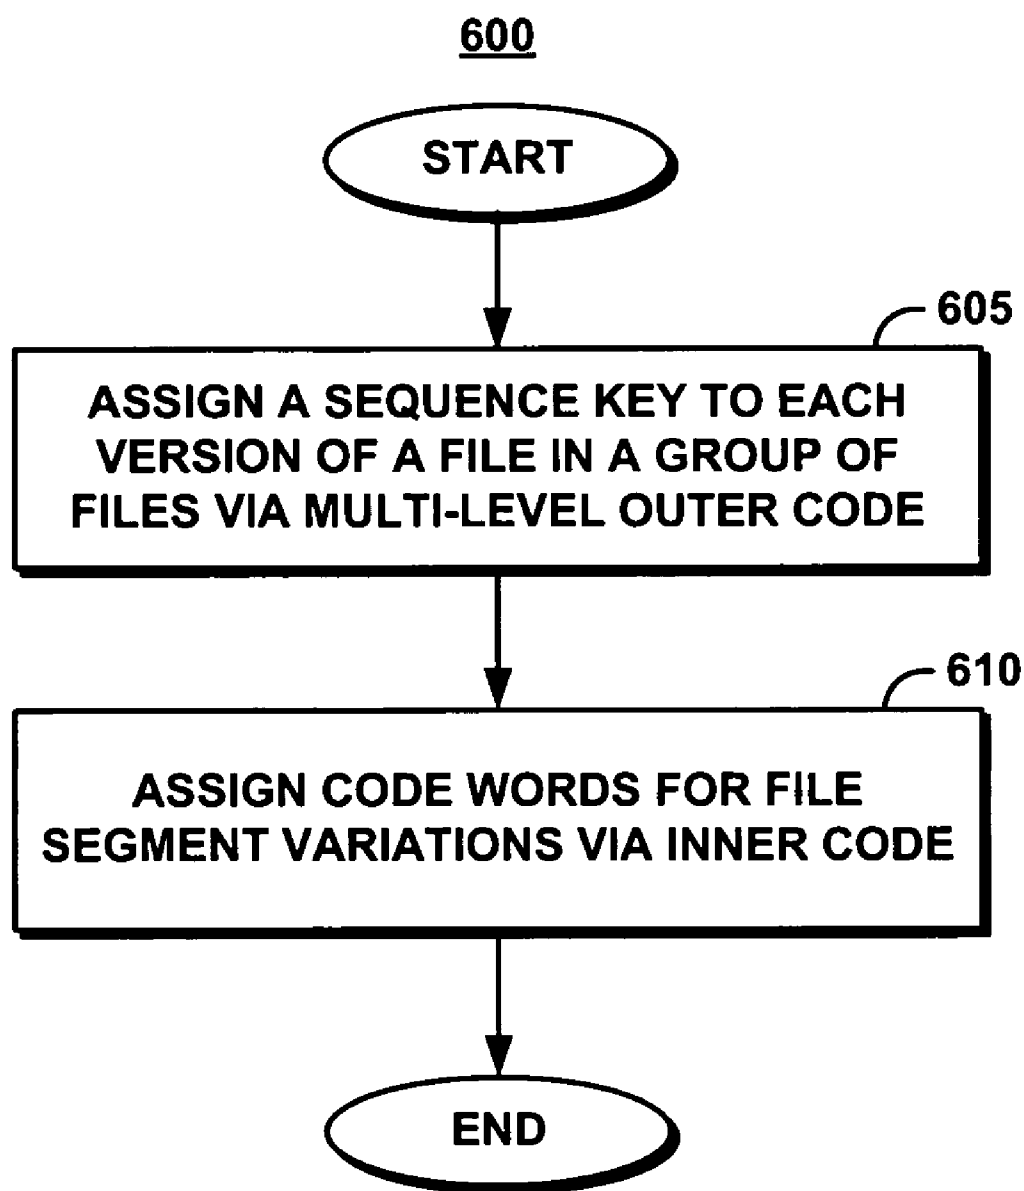 600
START
605
ASSIGN A SEQUENCE KEY TO EACH
VERSION OF A FILE IN A GROUP OF
FILES VIA MULTI-LEVEL OUTER CODE
610
ASSIGN CODE WORDS FOR FILE
SEGMENT VARIATIONS VIA INNER CODE
END